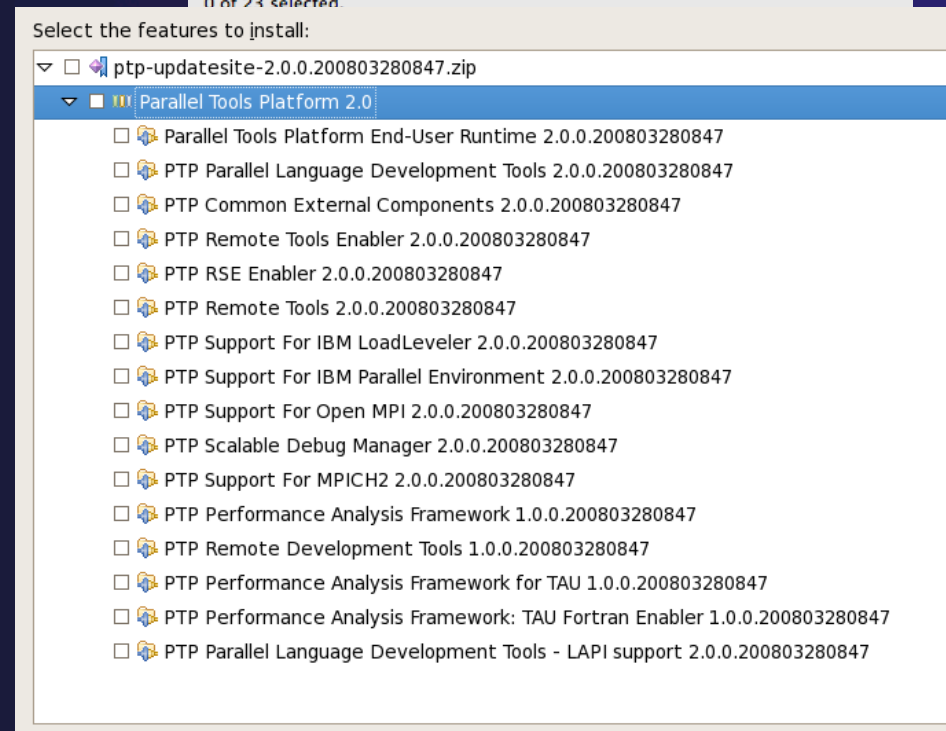 0 of 23 selected.
Select the features to install:
ptp-updatesite-2.0.0.200803280847.zip
Parallel Tools Platform 2.0
Parallel Tools Platform End-User Runtime 2.0.0.200803280847
PTP Parallel Language Development Tools 2.0.0.200803280847
PTP Common External Components 2.0.0.200803280847
PTP Remote Tools Enabler 2.0.0.200803280847
PTP RSE Enabler 2.0.0.200803280847
PTP Remote Tools 2.0.0.200803280847
PTP Support For IBM LoadLeveler 2.0.0.200803280847
PTP Support For IBM Parallel Environment 2.0.0.200803280847
PTP Support For Open MPI 2.0.0.200803280847
PTP Scalable Debug Manager 2.0.0.200803280847
PTP Support For MPICH2 2.0.0.200803280847
PTP Performance Analysis Framework 1.0.0.200803280847
PTP Remote Development Tools 1.0.0.200803280847
PTP Performance Analysis Framework for TAU 1.0.0.200803280847
PTP Performance Analysis Framework: TAU Fortran Enabler 1.0.0.200803280847
PTP Parallel Language Development Tools - LAPI support 2.0.0.200803280847